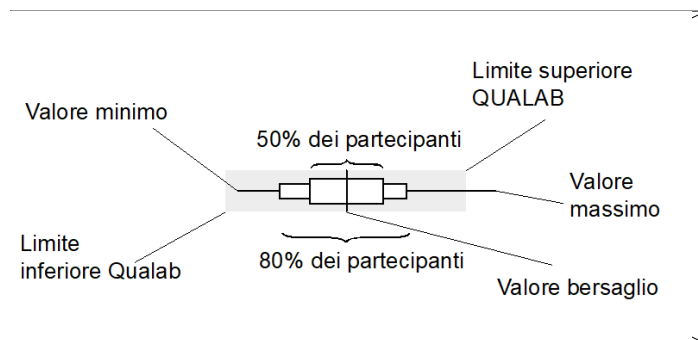 Limite superiore
QUALAB
Valore minimo
50% dei partecipanti
Valore
massimo
Limite
inferiore Qualab
80% dei partecipanti
Valore bersaglio